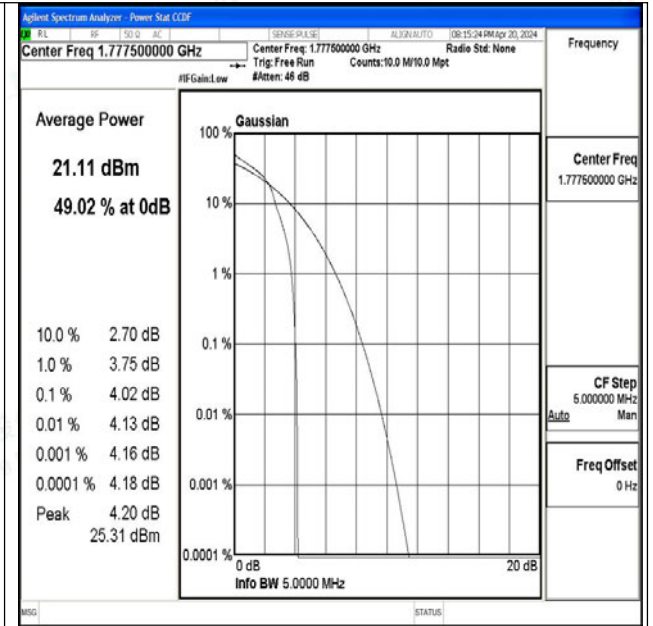 Agilent Spectrum Analyzer - Power Stat CCDF
RL RF 50 Ω AC SENSE:PULSE ALIGN AUTO 08:15:24 PM Apr 20, 2024
Center Freq 1.777500000 GHz
Center Freq: 1.777500000 GHz Radio Std: None
Trig: Free Run Counts:10.0 M/10.0 Mpt
#IFGain:Low #Atten: 46 dB
Frequency
Average Power
21.11 dBm
49.02 % at 0dB
10.0 % 2.70 dB
1.0 % 3.75 dB
0.1 % 4.02 dB
0.01 % 4.13 dB
0.001 % 4.16 dB
0.0001 % 4.18 dB
Peak 4.20 dB
25.31 dBm
Gaussian
100 %
10 %
1 %
0.1 %
0.01 %
0.001 %
0.0001 %
0 dB 20 dB
Info BW 5.0000 MHz
Center Freq
1.777500000 GHz
CF Step
5.000000 MHz
Auto Man
Freq Offset
0 Hz
MSG STATUS